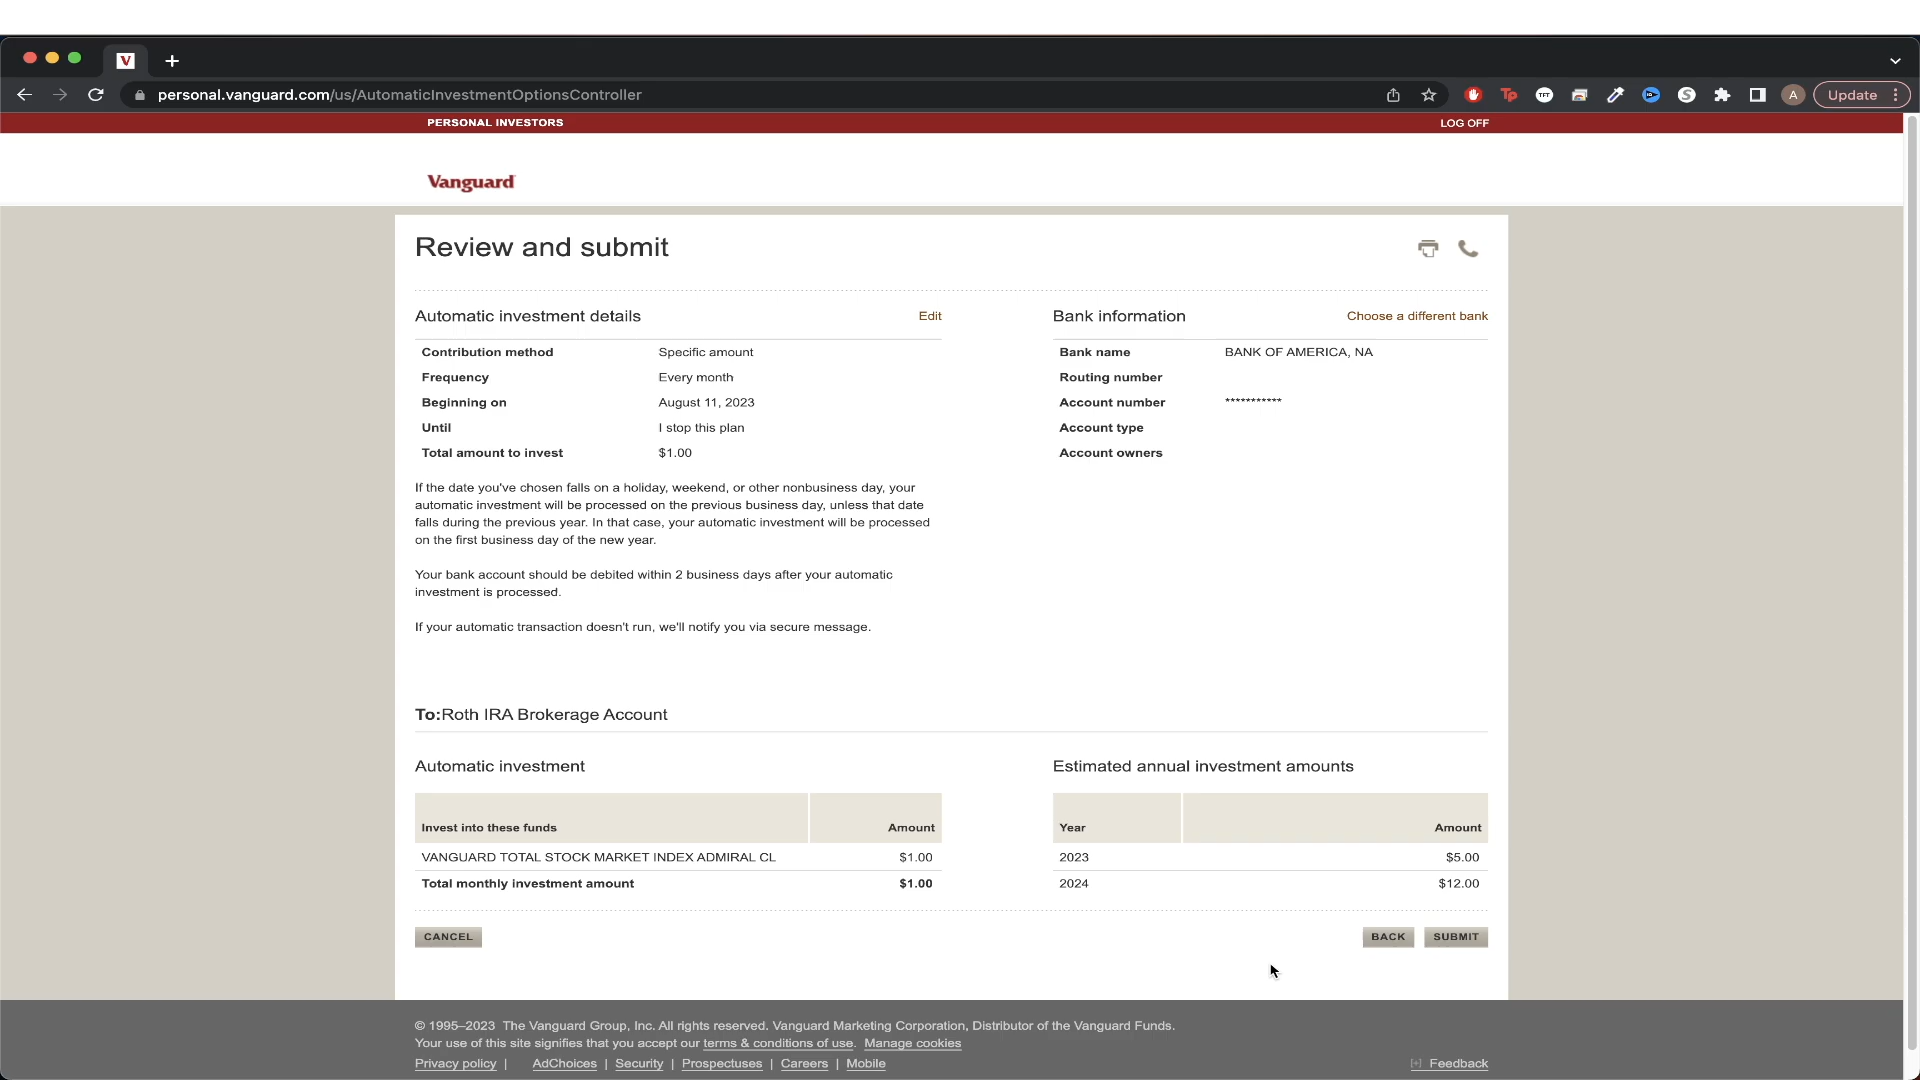 V
personal.vanguard.com/us/AutomaticInvestmentOptionsController
Tp
TFT
S
A
Update
PERSONAL INVESTORS
LOG OFF
Vanguard
Review and submit
Automatic investment details
Edit
Contribution method Specific amount
Frequency Every month
Beginning on August 11, 2023
Until I stop this plan
Total amount to invest $1.00
If the date you've chosen falls on a holiday, weekend, or other nonbusiness day, your
automatic investment will be processed on the previous business day, unless that date
falls during the previous year. In that case, your automatic investment will be processed
on the first business day of the new year.
Your bank account should be debited within 2 business days after your automatic
investment is processed.
If your automatic transaction doesn't run, we'll notify you via secure message.
Bank information
Choose a different bank
Bank name BANK OF AMERICA, NA
Routing number
Account number ***********
Account type
Account owners
To:Roth IRA Brokerage Account
Automatic investment
Invest into these funds Amount
VANGUARD TOTAL STOCK MARKET INDEX ADMIRAL CL $1.00
Total monthly investment amount $1.00
Estimated annual investment amounts
Year Amount
2023 $5.00
2024 $12.00
CANCEL
BACK
SUBMIT
© 1995–2023 The Vanguard Group, Inc. All rights reserved. Vanguard Marketing Corporation, Distributor of the Vanguard Funds.
Your use of this site signifies that you accept our terms & conditions of use. Manage cookies
Privacy policy | AdChoices | Security | Prospectuses | Careers | Mobile
[+] Feedback